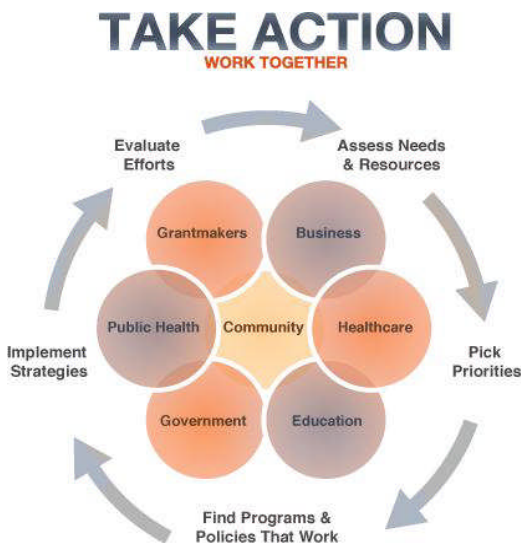 TAKE ACTION
WORK TOGETHER
Evaluate
Efforts
Assess Needs
& Resources
Grantmakers
Business
Public Health
Community
Healthcare
Implement
Strategies
Pick
Priorities
Government
Education
Find Programs &
Policies That Work